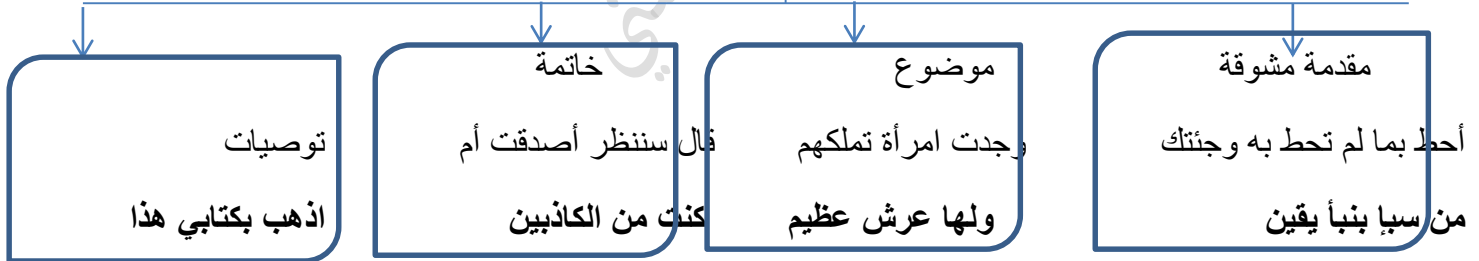 مقدمة مشوقة
أحط بما لم تحط به وجئتك
من سبإ بنبأ يقين
موضوع
وجدت امرأة تملكهم
ولها عرش عظيم
خاتمة
قال سننظر أصدقت أم
كنت من الكاذبين
توصيات
اذهب بكتابي هذا